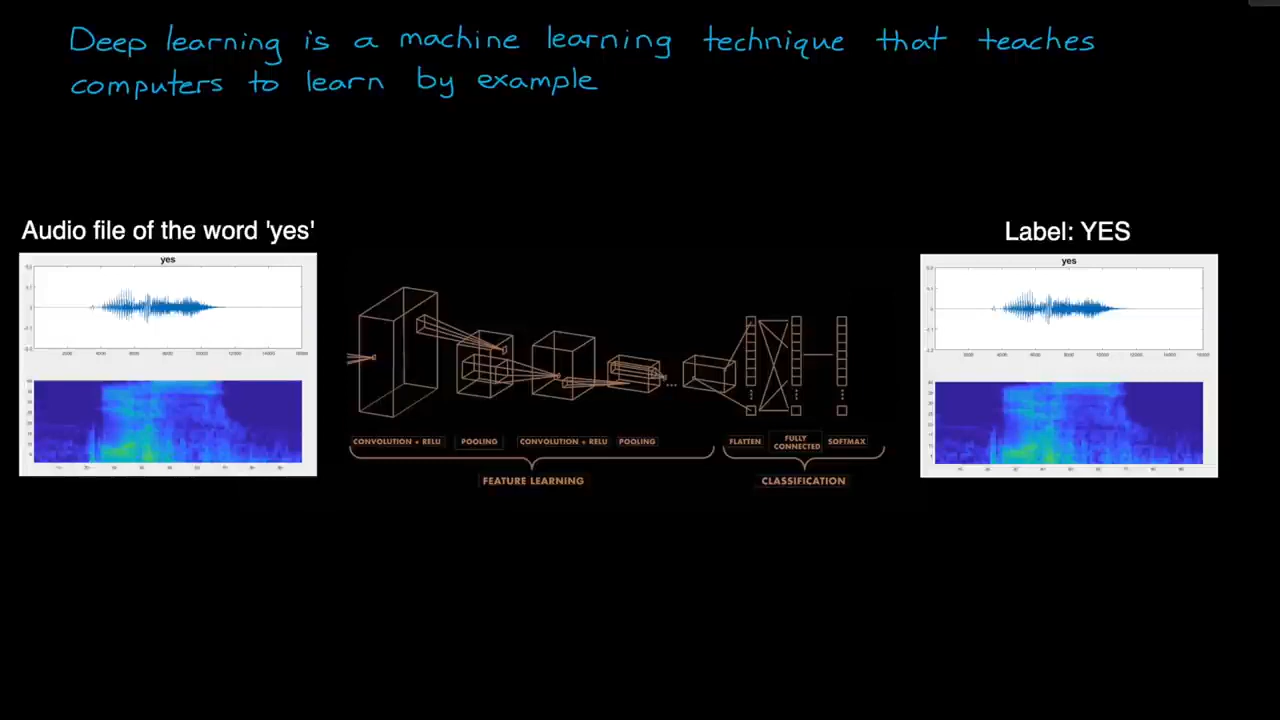 Deep learning is a machine learning technique that teaches
computers to learn by example
Audio file of the word 'yes'
Label: YES
yes
yes
CONVOLUTION + RELU
POOLING
CONVOLUTION + RELU
POOLING
FLATTEN
FULLY
CONNECTED
SOFTMAX
FEATURE LEARNING
CLASSIFICATION